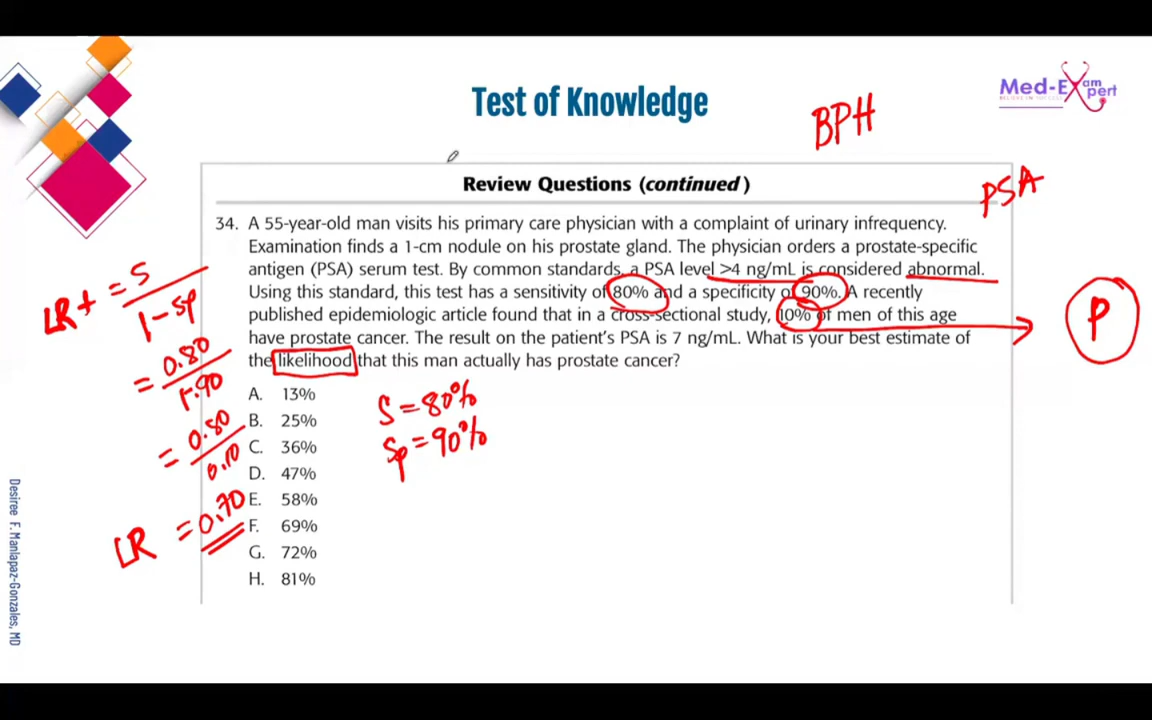 Test of Knowledge
Med-Exam
pert
BELIEVE IN SUCCESS
BPH
PSA
Review Questions (continued)
34. A 55-year-old man visits his primary care physician with a complaint of urinary infrequency.
Examination finds a 1-cm nodule on his prostate gland. The physician orders a prostate-specific
antigen (PSA) serum test. By common standards, a PSA level >4 ng/mL is considered abnormal.
Using this standard, this test has a sensitivity of 80% and a specificity of 90%. A recently
published epidemiologic article found that in a cross-sectional study, 10% of men of this age
have prostate cancer. The result on the patient's PSA is 7 ng/mL. What is your best estimate of
the likelihood that this man actually has prostate cancer?
P
A. 13%
B. 25%
C. 36%
D. 47%
E. 58%
F. 69%
G. 72%
H. 81%
S = 80%
Sp = 90%
LR+ = S
1 - Sp
= 0.80
1-.90
= 0.80
0.10
LR = 0.70
Desiree F. Manlapaz-Gonzales, MD